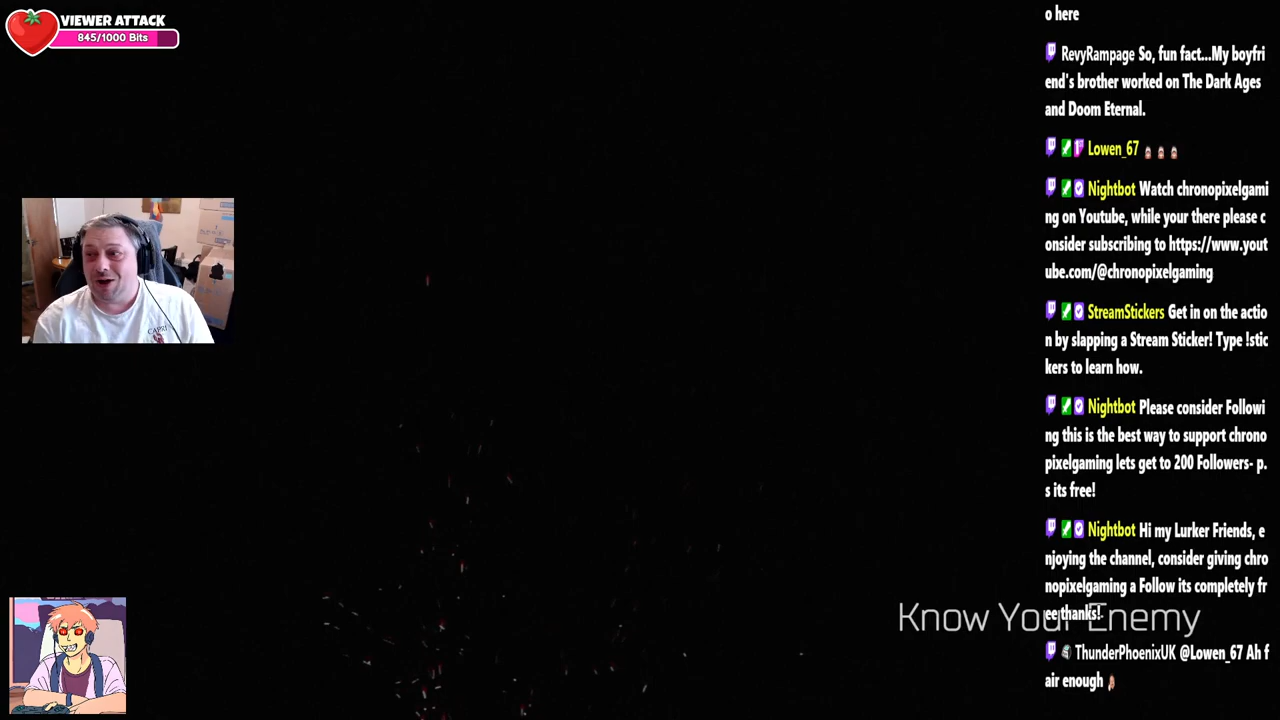 VIEWER ATTACK
845/1000 Bits
o here
RevyRampage So, fun fact...My boyfri
end's brother worked on The Dark Ages
and Doom Eternal.
Lowen_67
Nightbot Watch chronopixelgami
ng on Youtube, while your there please c
onsider subscribing to https://www.yout
ube.com/@chronopixelgaming
StreamStickers Get in on the actio
n by slapping a Stream Sticker! Type !stic
kers to learn how.
Nightbot Please consider Followi
ng this is the best way to support chrono
pixelgaming lets get to 200 Followers- p.
s its free!
Nightbot Hi my Lurker Friends, e
njoying the channel, consider giving chro
nopixelgaming a Follow its completely fr
ee thanks!
Know Your Enemy
ThunderPhoenixUK @Lowen_67 Ah f
air enough
CAPRI